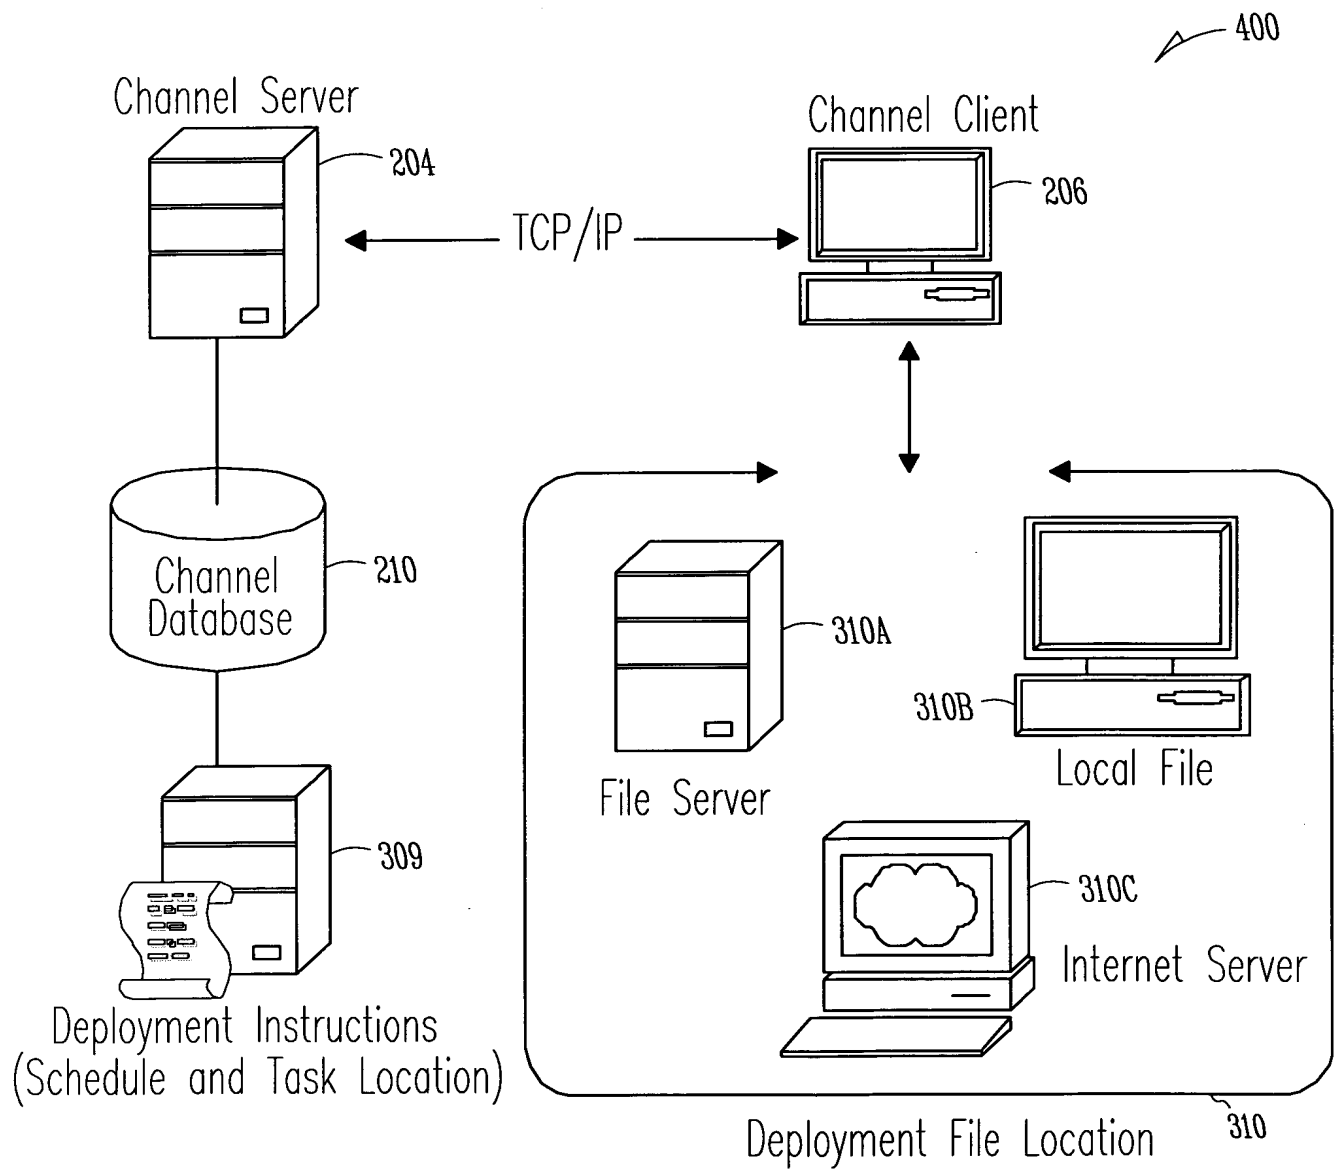 400
Channel Server
204
Channel Client
206
TCP/IP
Channel
Database
210
310A
310B
Local File
File Server
309
310C
Internet Server
Deployment Instructions
(Schedule and Task Location)
310
Deployment File Location